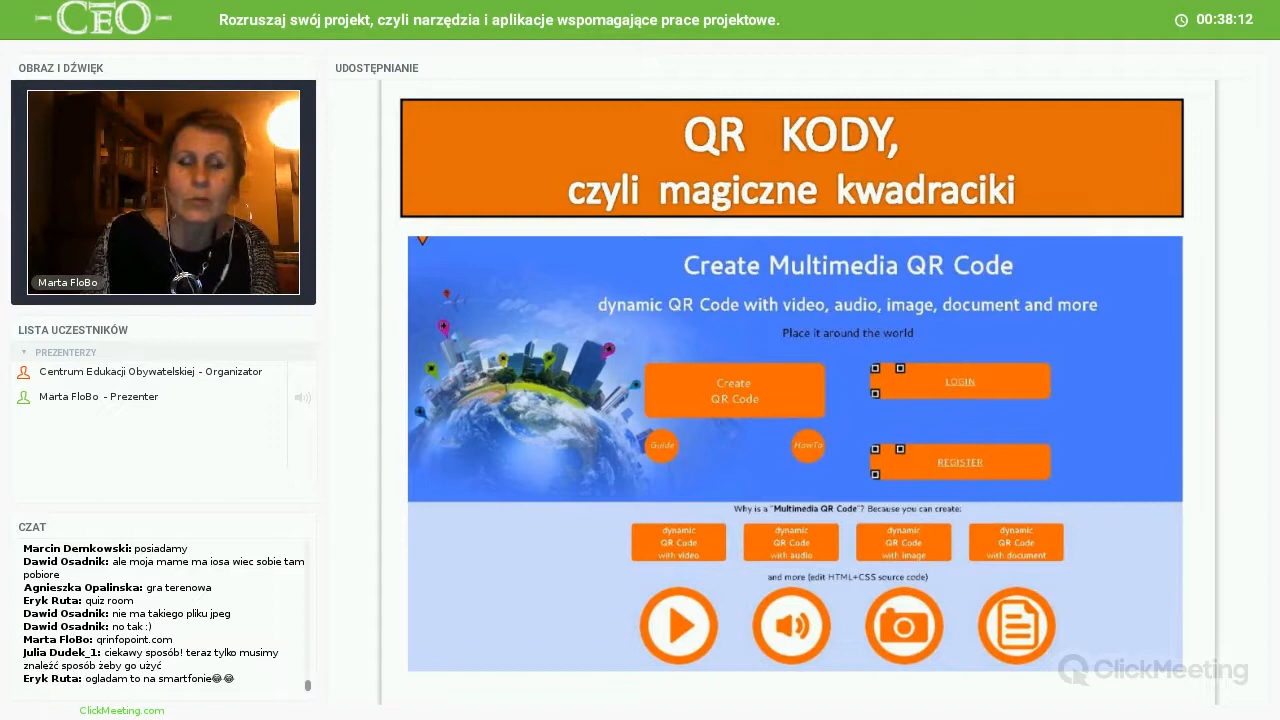 CEO
Rozruszaj swój projekt, czyli narzędzia i aplikacje wspomagające prace projektowe.
00:38:12
OBRAZ I DŹWIĘK
Marta FloBo
LISTA UCZESTNIKÓW
PREZENTERZY
Centrum Edukacji Obywatelskiej - Organizator
Marta FloBo - Prezenter
CZAT
Marcin Demkowski: posiadamy
Dawid Osadnik: ale moja mame ma iosa wiec sobie tam
pobiore
Agnieszka Opalinska: gra terenowa
Eryk Ruta: quiz room
Dawid Osadnik: nie ma takiego pliku jpeg
Dawid Osadnik: no tak :)
Marta FloBo: qrinfopoint.com
Julia Dudek_1: ciekawy sposób! teraz tylko musimy
znaleźć sposób żeby go użyć
Eryk Ruta: ogladam to na smartfonie😂😂
ClickMeeting.com
UDOSTĘPNIANIE
QR KODY,
czyli magiczne kwadraciki
Create Multimedia QR Code
dynamic QR Code with video, audio, image, document and more
Place it around the world
Create
QR Code
LOGIN
Guide
HowTo
REGISTER
Why is a "Multimedia QR Code"? Because you can create:
dynamic
QR Code
with video
dynamic
QR Code
with audio
dynamic
QR Code
with image
dynamic
QR Code
with document
and more (edit HTML+CSS source code)
ClickMeeting